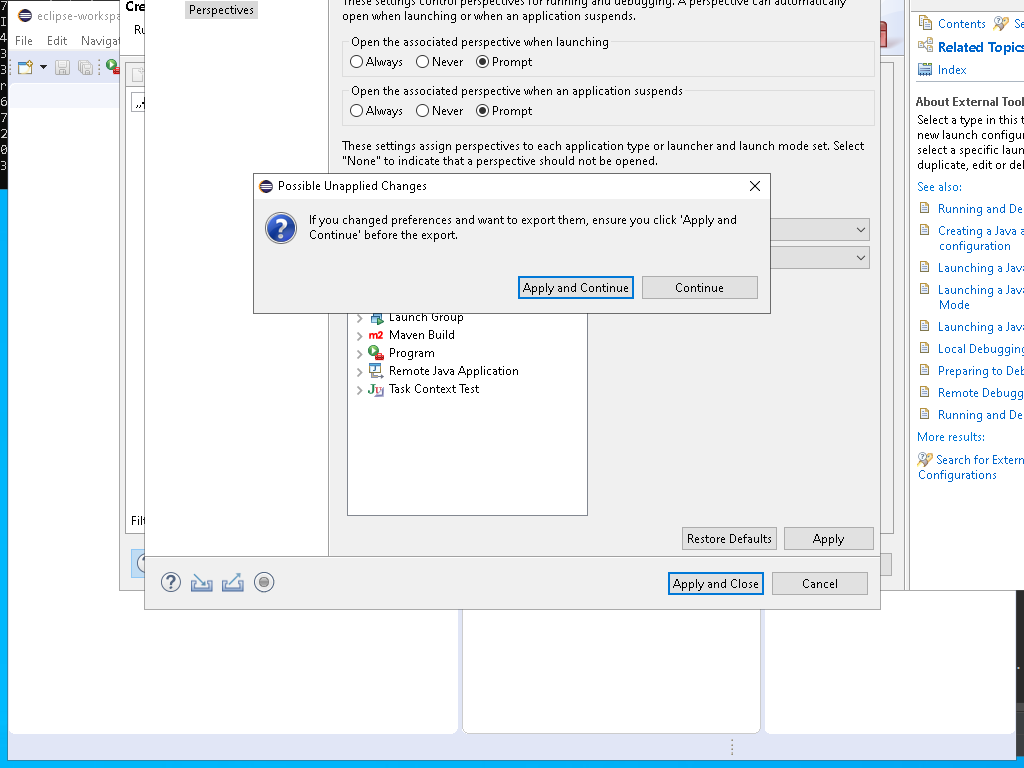 eclipse-workspa
File Edit Navigat
Cre
Ru
Perspectives
These settings control perspectives for running and debugging. A perspective can automatically
open when launching or when an application suspends.
Open the associated perspective when launching
Always Never Prompt
Open the associated perspective when an application suspends
Always Never Prompt
These settings assign perspectives to each application type or launcher and launch mode set. Select
"None" to indicate that a perspective should not be opened.
Possible Unapplied Changes
If you changed preferences and want to export them, ensure you click 'Apply and
Continue' before the export.
Apply and Continue Continue
Launch Group
Maven Build
Program
Remote Java Application
Task Context Test
Filt
Restore Defaults Apply
Apply and Close Cancel
Contents Se
Related Topics
Index
About External Tool
Select a type in this t
new launch configur
select a specific laun
duplicate, edit or del
See also:
Running and De
Creating a Java a
configuration
Launching a Java
Launching a Java
Mode
Launching a Java
Local Debugging
Preparing to Deb
Remote Debugg
Running and De
More results:
Search for Extern
Configurations